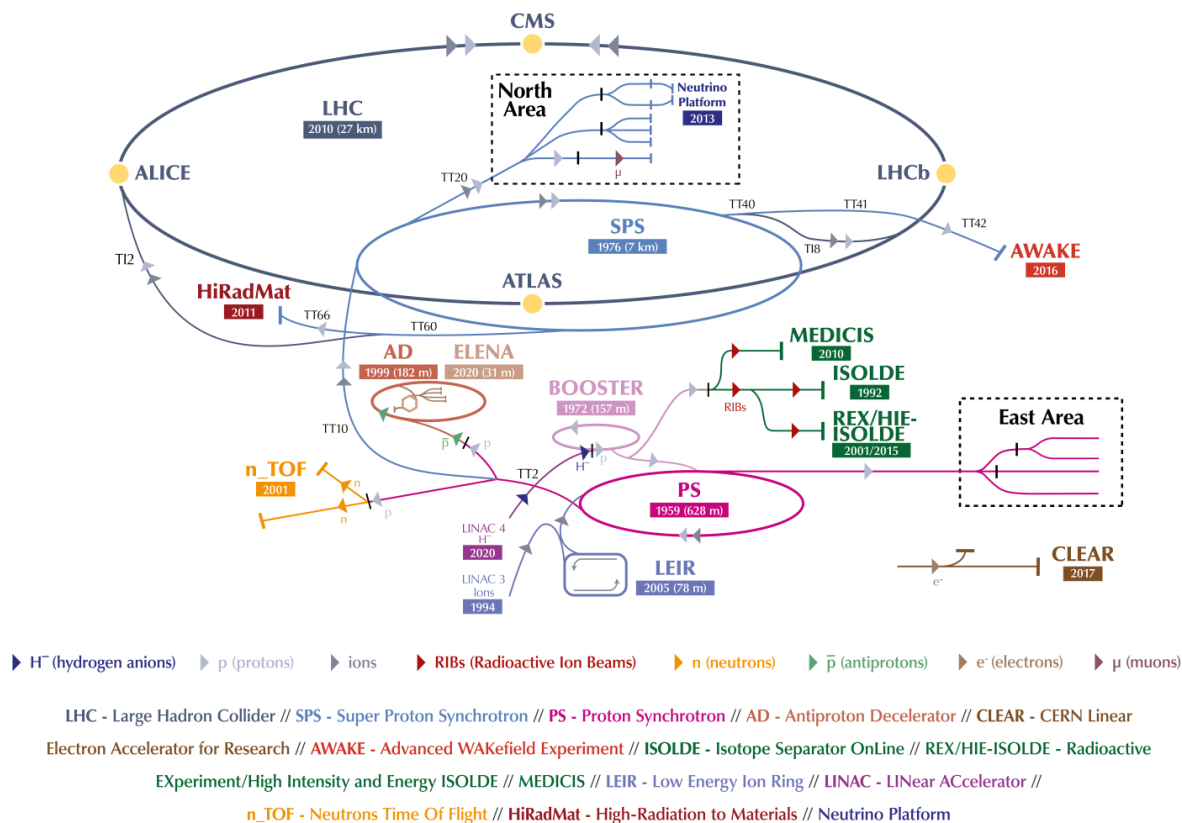 CMS
LHC
2010 (27 km)
North
Area
Neutrino
Platform
2013
μ
ALICE
LHCb
TT20
TT40
TT41
TT42
SPS
1976 (7 km)
TI8
AWAKE
2016
TI2
ATLAS
HiRadMat
2011
TT66
TT60
AD
1999 (182 m)
ELENA
2020 (31 m)
MEDICIS
2010
BOOSTER
1972 (157 m)
ISOLDE
1992
RIBs
REX/HIE-
ISOLDE
2001/2015
East Area
TT10
p̅
p
H⁻
p
TT2
n_TOF
2001
n
n
p
PS
1959 (628 m)
LINAC 4
H⁻
2020
LINAC 3
Ions
1994
LEIR
2005 (78 m)
CLEAR
2017
e⁻
H⁻ (hydrogen anions)
p (protons)
ions
RIBs (Radioactive Ion Beams)
n (neutrons)
p̅ (antiprotons)
e⁻ (electrons)
μ (muons)
LHC - Large Hadron Collider // SPS - Super Proton Synchrotron // PS - Proton Synchrotron // AD - Antiproton Decelerator // CLEAR - CERN Linear
Electron Accelerator for Research // AWAKE - Advanced WAKefield Experiment // ISOLDE - Isotope Separator OnLine // REX/HIE-ISOLDE - Radioactive
EXperiment/High Intensity and Energy ISOLDE // MEDICIS // LEIR - Low Energy Ion Ring // LINAC - LINear ACcelerator //
n_TOF - Neutrons Time Of Flight // HiRadMat - High-Radiation to Materials // Neutrino Platform